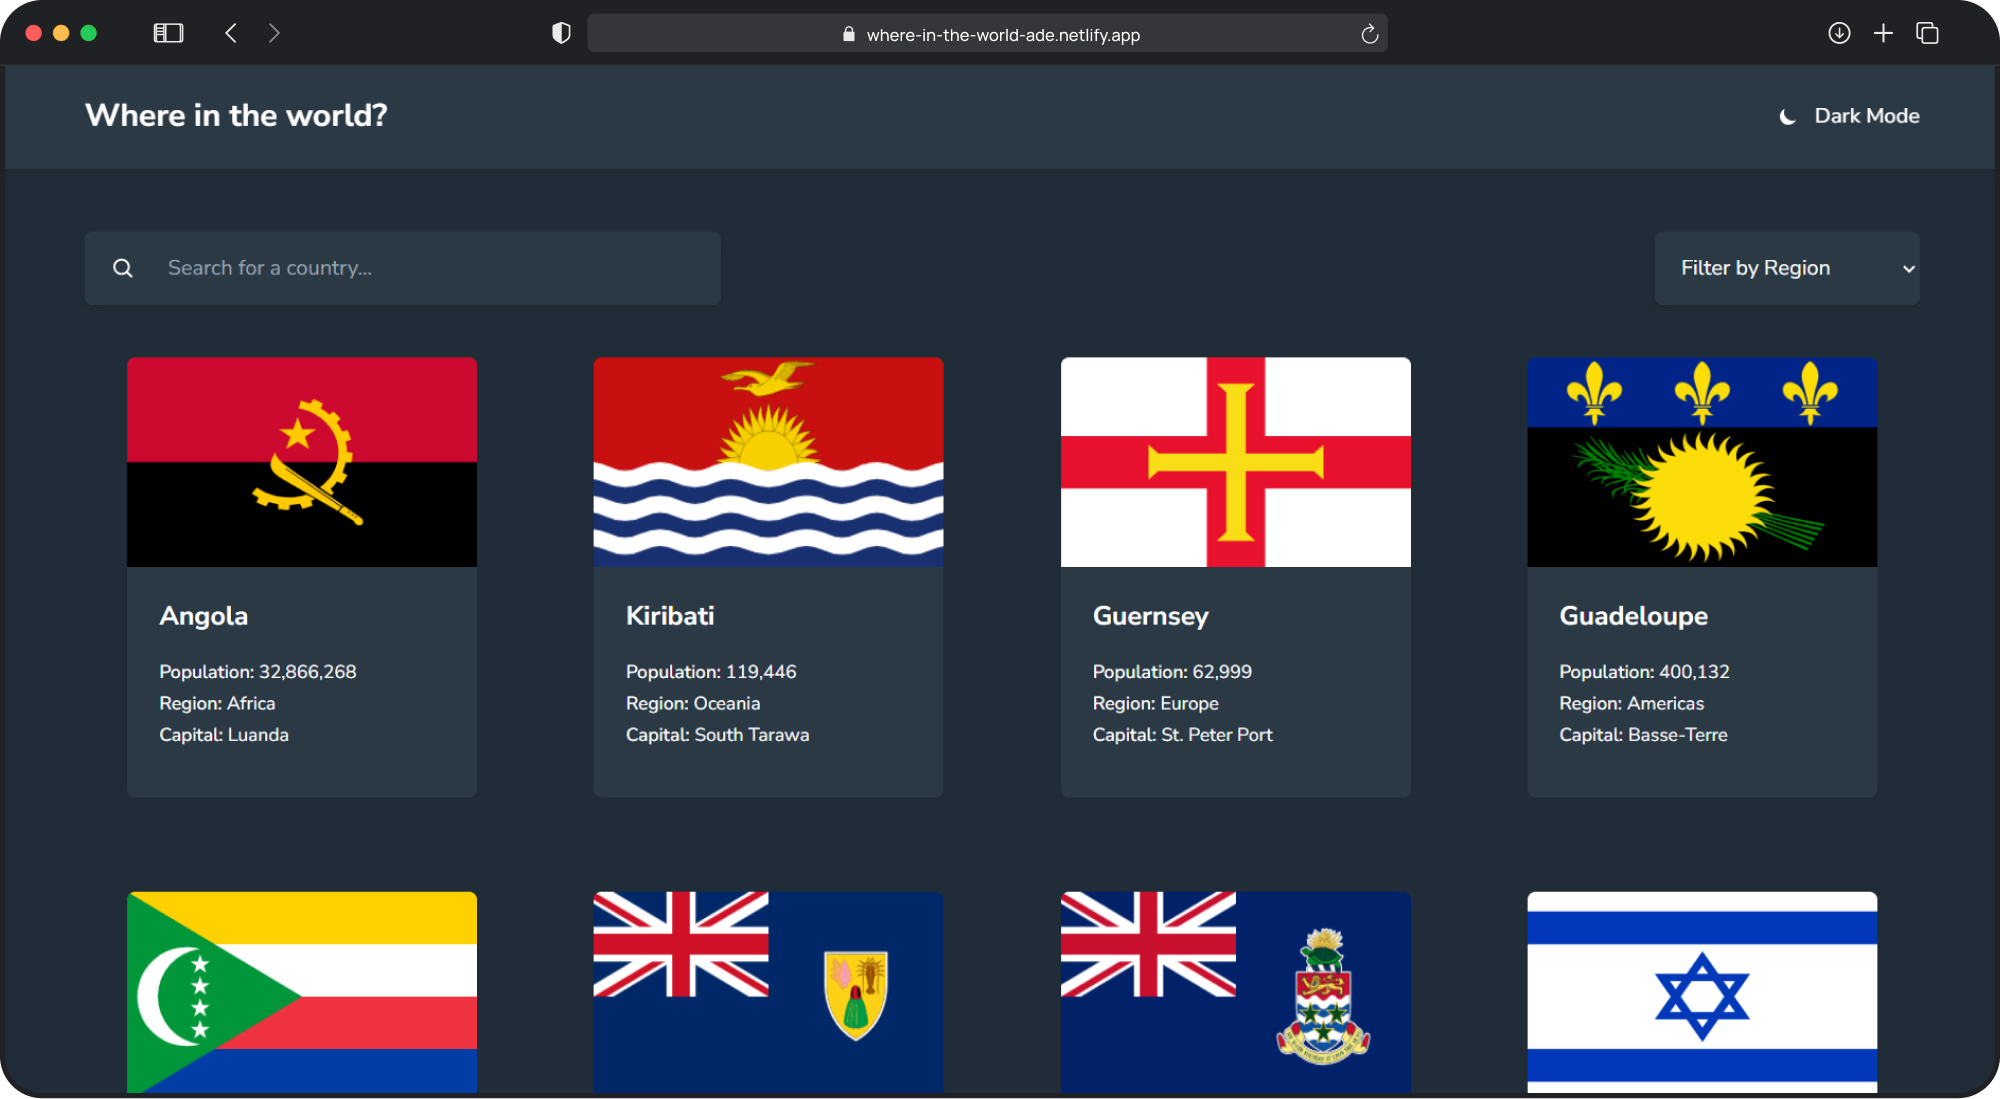 where-in-the-world-ade.netlify.app
Where in the world?
Dark Mode
Search for a country...
Filter by Region
Angola
Population: 32,866,268
Region: Africa
Capital: Luanda
Kiribati
Population: 119,446
Region: Oceania
Capital: South Tarawa
Guernsey
Population: 62,999
Region: Europe
Capital: St. Peter Port
Guadeloupe
Population: 400,132
Region: Americas
Capital: Basse-Terre